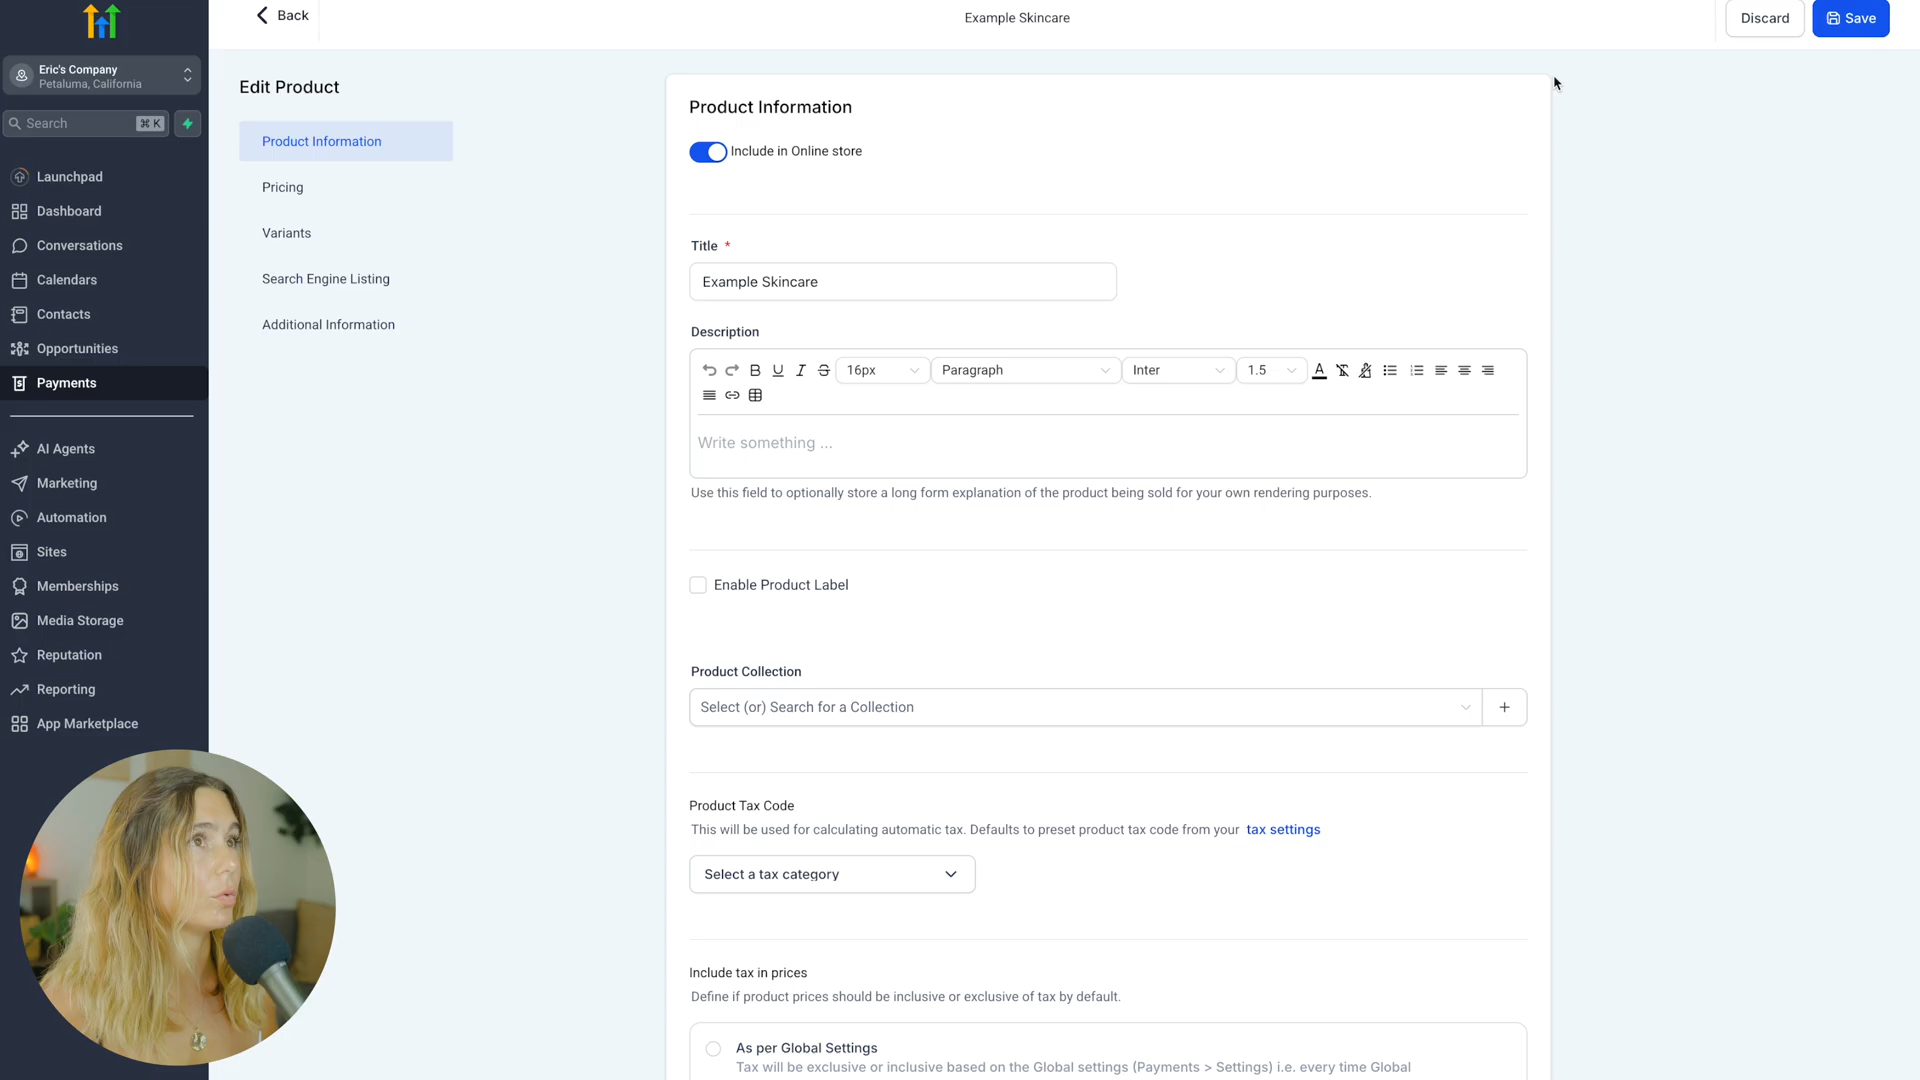 Back
Example Skincare
Discard
Save
Eric's Company
Petaluma, California
Search
⌘ K
Launchpad
Dashboard
Conversations
Calendars
Contacts
Opportunities
Payments
AI Agents
Marketing
Automation
Sites
Memberships
Media Storage
Reputation
Reporting
App Marketplace
Edit Product
Product Information
Pricing
Variants
Search Engine Listing
Additional Information
Product Information
Include in Online store
Title *
Example Skincare
Description
16px
Paragraph
Inter
1.5
Write something ...
Use this field to optionally store a long form explanation of the product being sold for your own rendering purposes.
Enable Product Label
Product Collection
Select (or) Search for a Collection
Product Tax Code
This will be used for calculating automatic tax. Defaults to preset product tax code from your tax settings
Select a tax category
Include tax in prices
Define if product prices should be inclusive or exclusive of tax by default.
As per Global Settings
Tax will be exclusive or inclusive based on the Global settings (Payments > Settings) i.e. every time Global